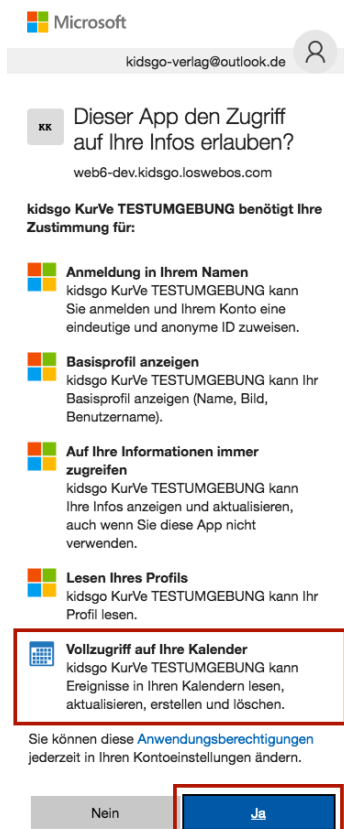 Microsoft
kidsgo-verlag@outlook.de
KK
Dieser App den Zugriff
auf Ihre Infos erlauben?
web6-dev.kidsgo.loswebos.com
kidsgo KurVe TESTUMGEBUNG benötigt Ihre
Zustimmung für:
Anmeldung in Ihrem Namen
kidsgo KurVe TESTUMGEBUNG kann
Sie anmelden und Ihrem Konto eine
eindeutige und anonyme ID zuweisen.
Basisprofil anzeigen
kidsgo KurVe TESTUMGEBUNG kann Ihr
Basisprofil anzeigen (Name, Bild,
Benutzername).
Auf Ihre Informationen immer
zugreifen
kidsgo KurVe TESTUMGEBUNG kann
Ihre Infos anzeigen und aktualisieren,
auch wenn Sie diese App nicht
verwenden.
Lesen Ihres Profils
kidsgo KurVe TESTUMGEBUNG kann Ihr
Profil lesen.
Vollzugriff auf Ihre Kalender
kidsgo KurVe TESTUMGEBUNG kann
Ereignisse in Ihren Kalendern lesen,
aktualisieren, erstellen und löschen.
Sie können diese Anwendungsberechtigungen
jederzeit in Ihren Kontoeinstellungen ändern.
Nein Ja